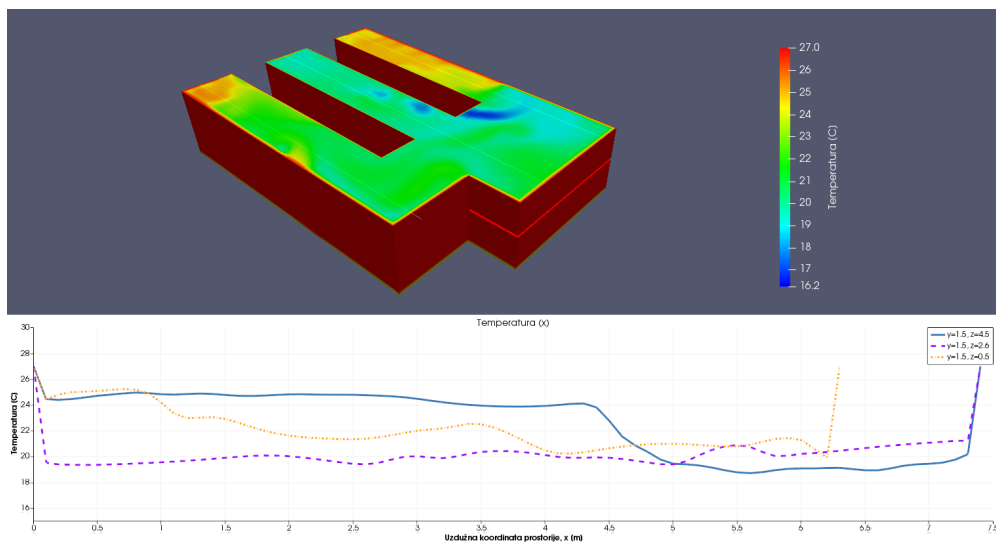 27.0
26
25
24
23
22
21
20
19
18
17
16.2
Temperatura (C)
Temperatura (x)
30
28
26
24
22
20
18
16
Temperatura (C)
y=1.5, z=4.5
y=1.5, z=2.6
y=1.5, z=0.5
0 0.5 1 1.5 2 2.5 3 3.5 4 4.5 5 5.5 6 6.5 7 7.5
Uzdužna koordinata prostorije, x (m)